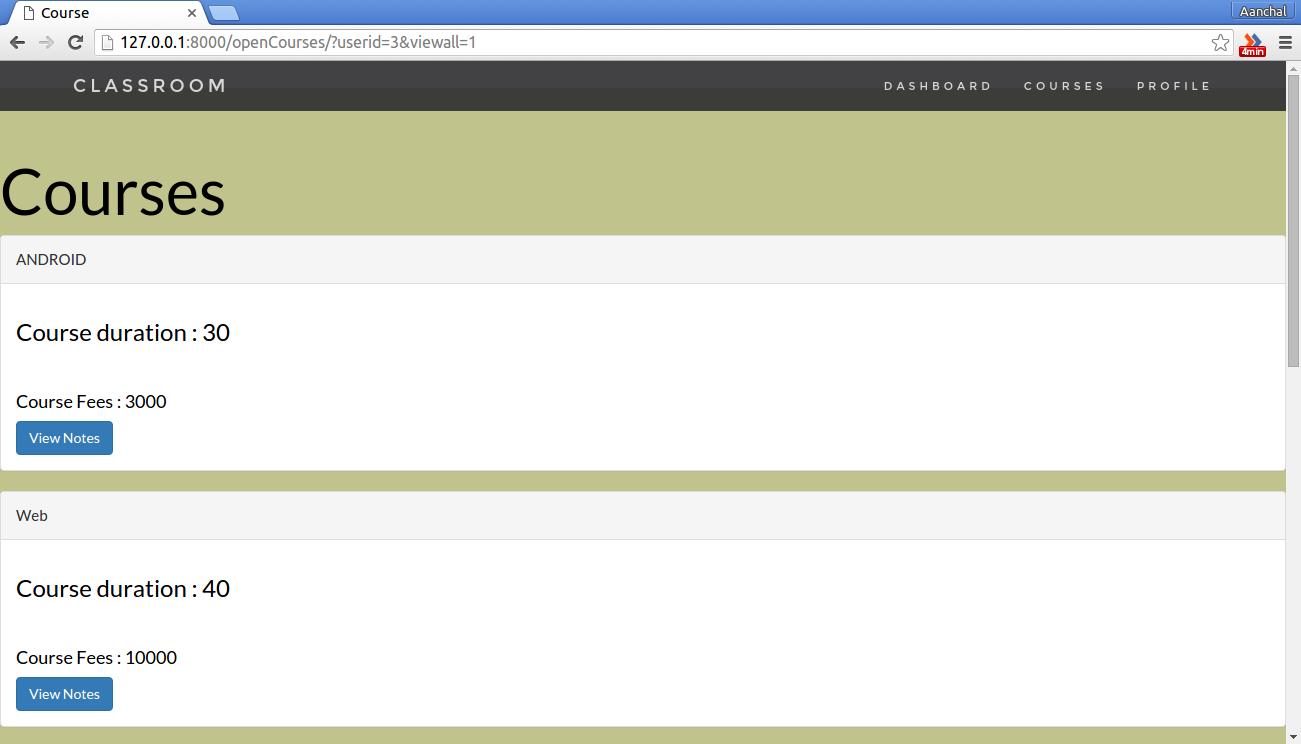 Course
Aanchal
127.0.0.1:8000/openCourses/?userid=3&viewall=1
4min
CLASSROOM
DASHBOARD COURSES PROFILE
Courses
ANDROID
Course duration : 30
Course Fees : 3000
View Notes
Web
Course duration : 40
Course Fees : 10000
View Notes